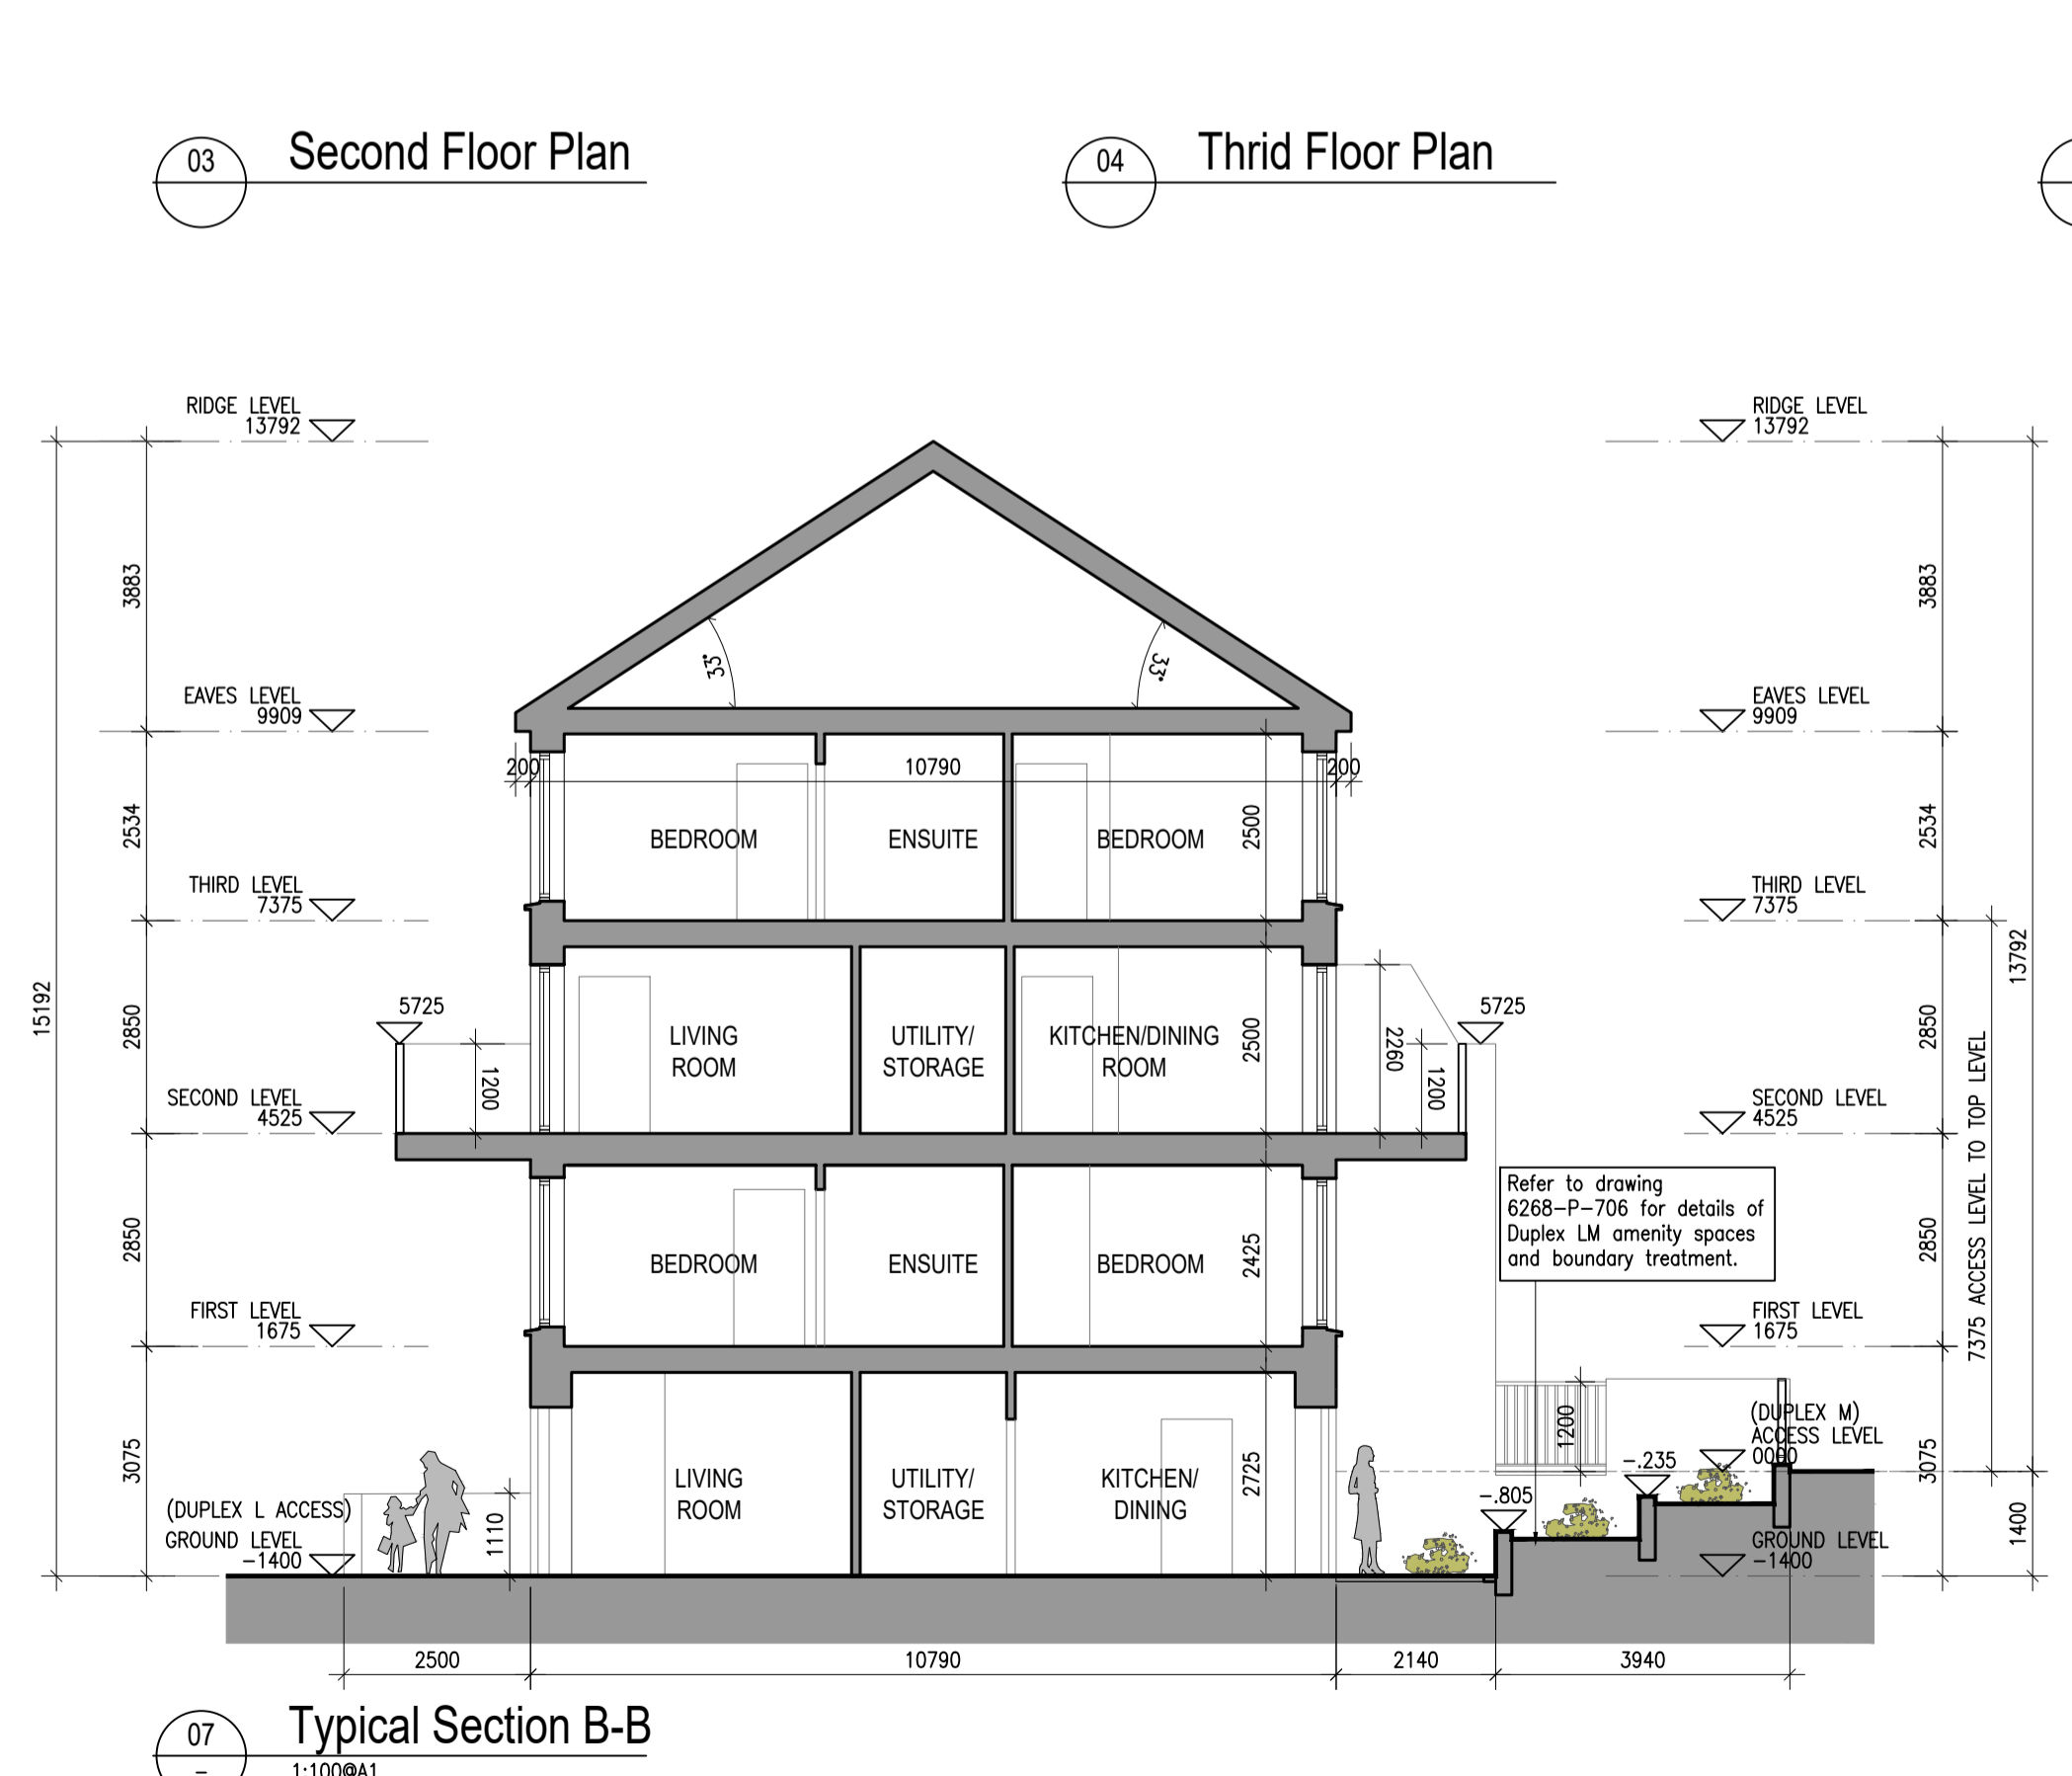 03
Second Floor Plan
04
Thrid Floor Plan
RIDGE LEVEL
13792
RIDGE LEVEL
13792
3883
3883
33°
33°
EAVES LEVEL
9909
EAVES LEVEL
9909
200
10790
200
2534
BEDROOM
ENSUITE
BEDROOM
2500
2534
THIRD LEVEL
7375
THIRD LEVEL
7375
15192
13792
2850
5725
LIVING
ROOM
UTILITY/
STORAGE
KITCHEN/DINING
ROOM
2500
2260
5725
2850
1200
1200
SECOND LEVEL
4525
SECOND LEVEL
4525
7375 ACCESS LEVEL TO TOP LEVEL
Refer to drawing
6268-P-706 for details of
Duplex LM amenity spaces
and boundary treatment.
2850
BEDROOM
ENSUITE
BEDROOM
2425
2850
FIRST LEVEL
1675
FIRST LEVEL
1675
3075
LIVING
ROOM
UTILITY/
STORAGE
KITCHEN/
DINING
2725
1200
(DUPLEX M)
ACCESS LEVEL
0000
3075
-.235
-.805
(DUPLEX L ACCESS)
GROUND LEVEL
-1400
1110
GROUND LEVEL
-1400
1400
2500
10790
2140
3940
07
-
Typical Section B-B
1:100@A1